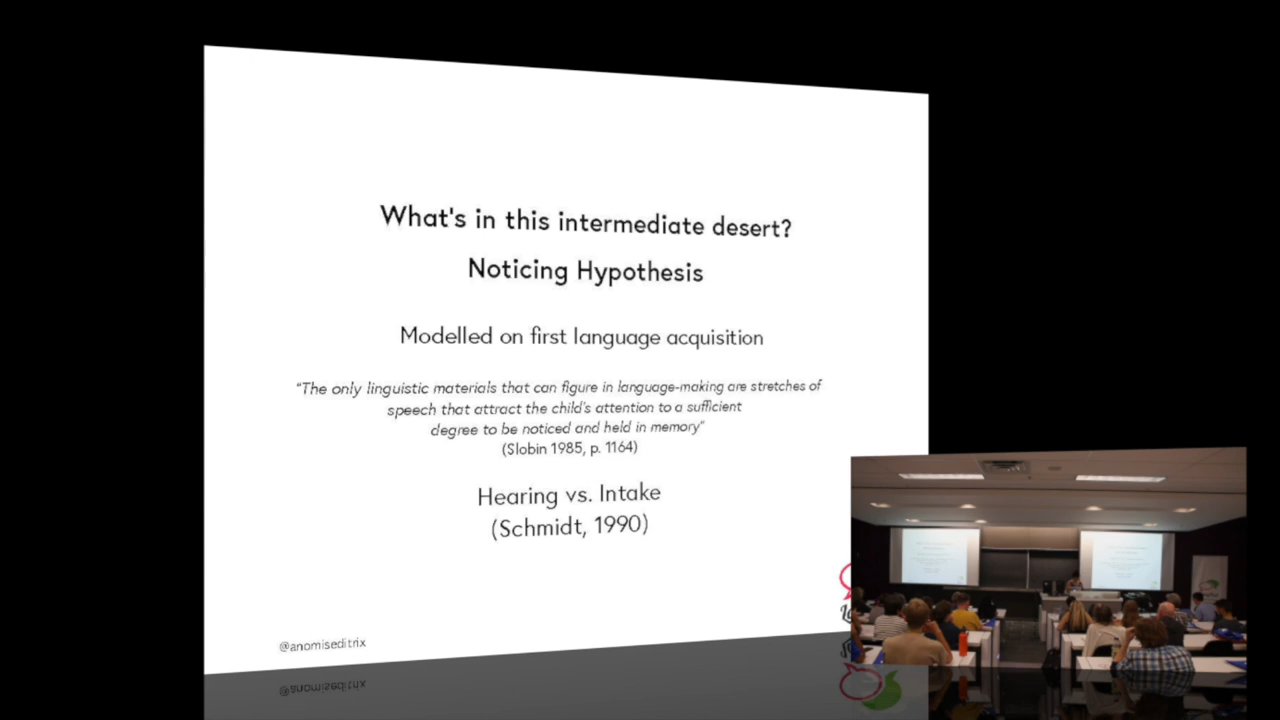 What's in this intermediate desert?
Noticing Hypothesis
Modelled on first language acquisition
"The only linguistic materials that can figure in language-making are stretches of
speech that attract the child's attention to a sufficient
degree to be noticed and held in memory"
(Slobin 1985, p. 1164)
Hearing vs. Intake
(Schmidt, 1990)
@anomiseditrix